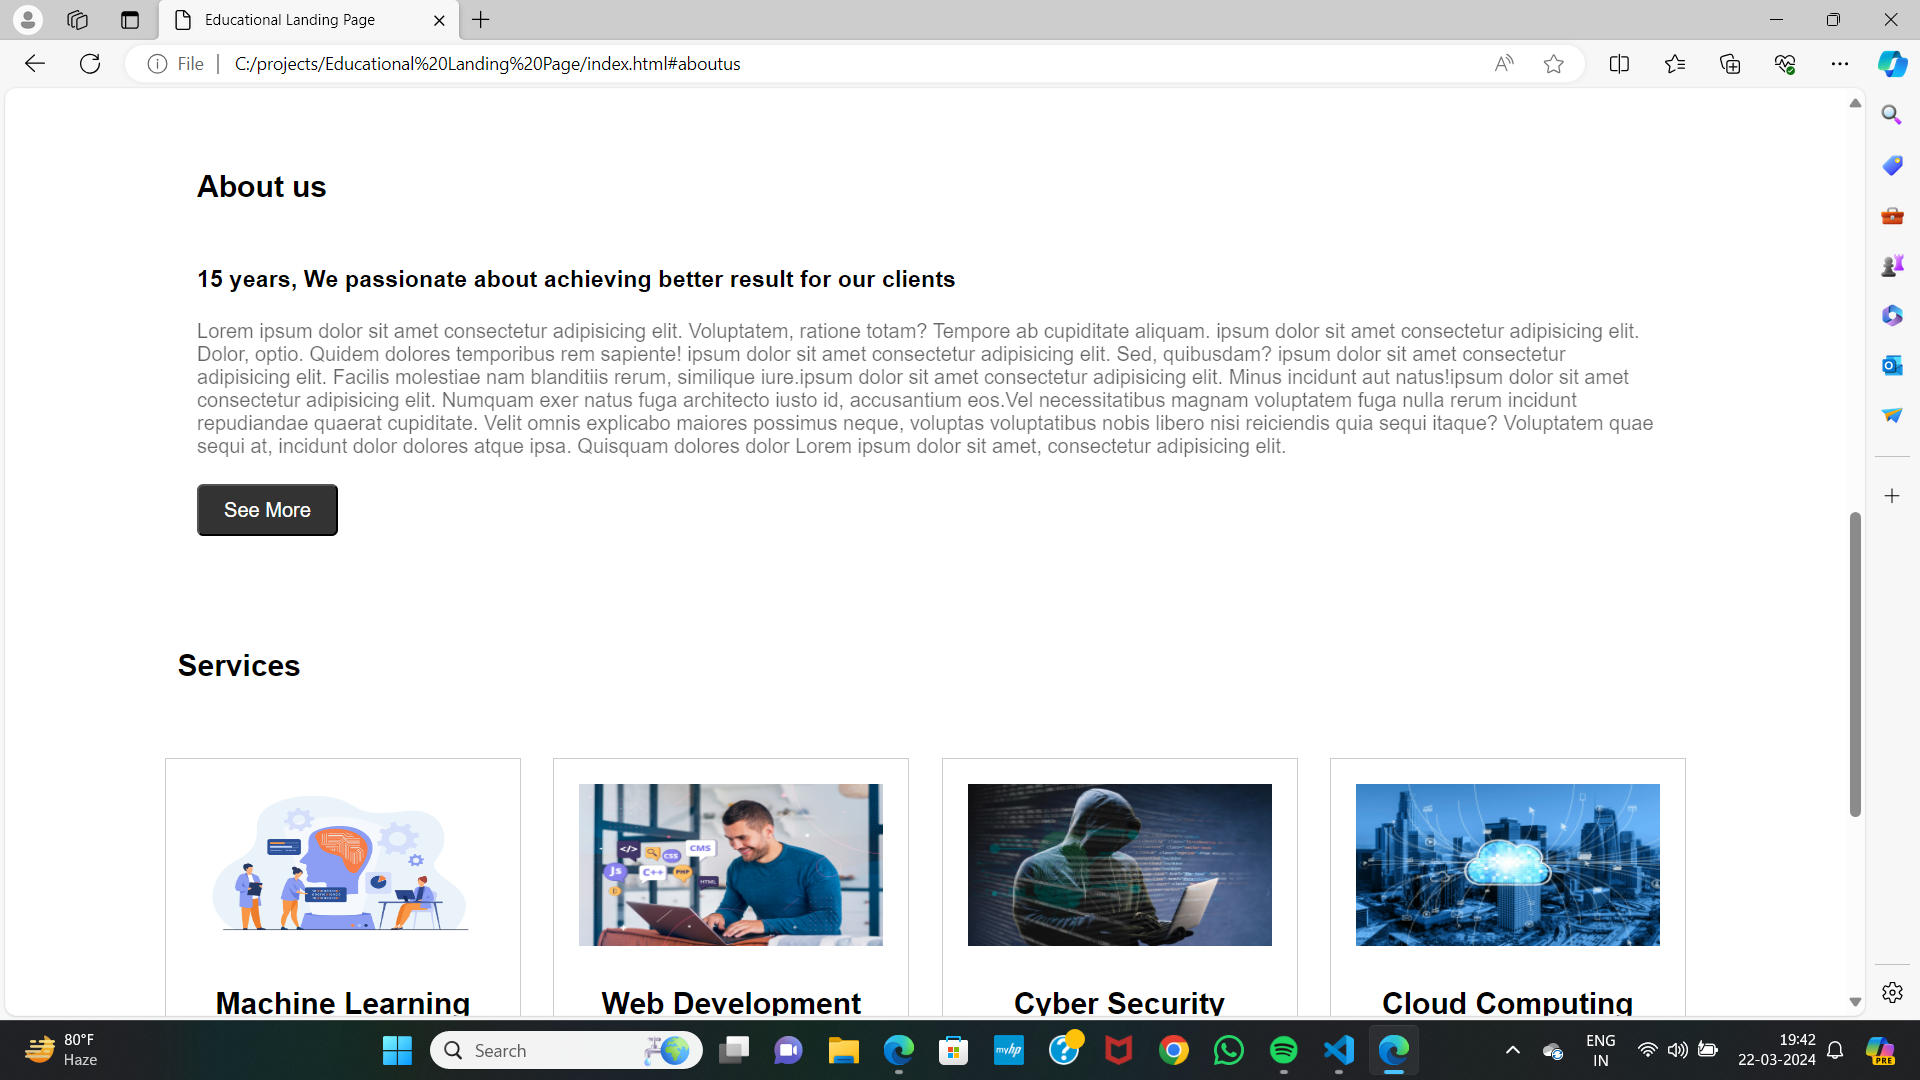 Educational Landing Page
File
C:/projects/Educational%20Landing%20Page/index.html#aboutus
About us
15 years, We passionate about achieving better result for our clients
Lorem ipsum dolor sit amet consectetur adipisicing elit. Voluptatem, ratione totam? Tempore ab cupiditate aliquam. ipsum dolor sit amet consectetur adipisicing elit.
Dolor, optio. Quidem dolores temporibus rem sapiente! ipsum dolor sit amet consectetur adipisicing elit. Sed, quibusdam? ipsum dolor sit amet consectetur
adipisicing elit. Facilis molestiae nam blanditiis rerum, similique iure.ipsum dolor sit amet consectetur adipisicing elit. Minus incidunt aut natus!ipsum dolor sit amet
consectetur adipisicing elit. Numquam exer natus fuga architecto iusto id, accusantium eos.Vel necessitatibus magnam voluptatem fuga nulla rerum incidunt
repudiandae quaerat cupiditate. Velit omnis explicabo maiores possimus neque, voluptas voluptatibus nobis libero nisi reiciendis quia sequi itaque? Voluptatem quae
sequi at, incidunt dolor dolores atque ipsa. Quisquam dolores dolor Lorem ipsum dolor sit amet, consectetur adipisicing elit.
See More
Services
</>
CSS
CMS
Js
C++
PHP
HTML
Machine Learning
Web Development
Cyber Security
Cloud Computing
80°F
Haze
Search
myhp
ENG
IN
19:42
22-03-2024
PRE